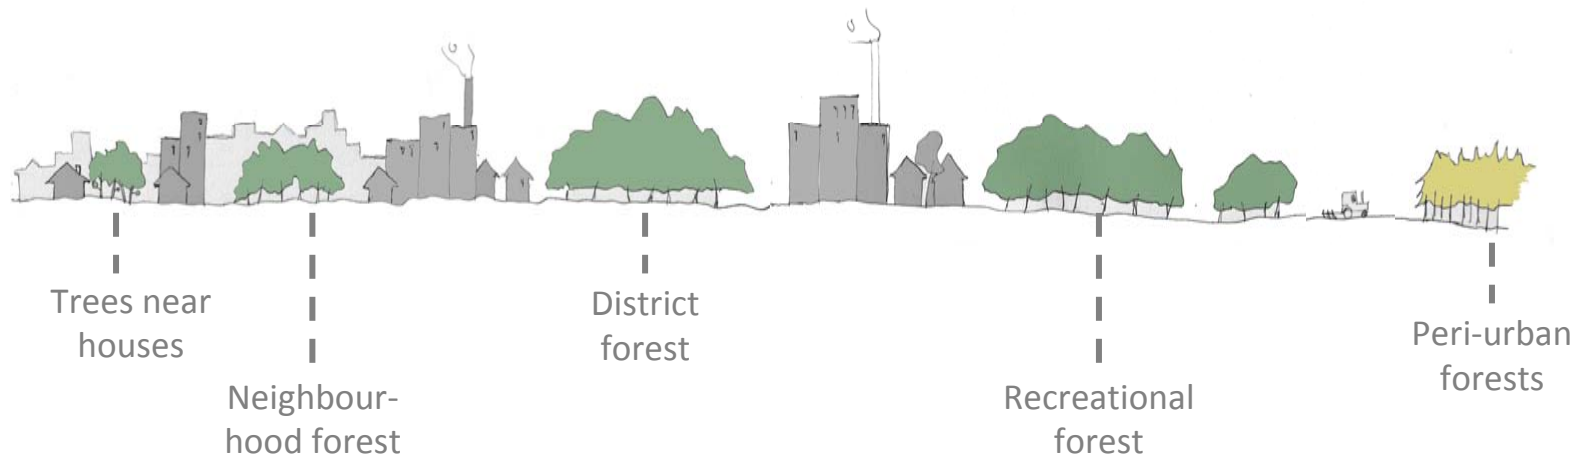 Trees near
houses
Neighbour-
hood forest
District
forest
Recreational
forest
Peri-urban
forests